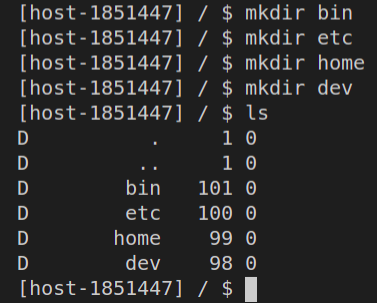 [host-1851447] / $ mkdir bin
[host-1851447] / $ mkdir etc
[host-1851447] / $ mkdir home
[host-1851447] / $ mkdir dev
[host-1851447] / $ ls
D          .     1 0
D         ..     1 0
D        bin   101 0
D        etc   100 0
D       home    99 0
D        dev    98 0
[host-1851447] / $